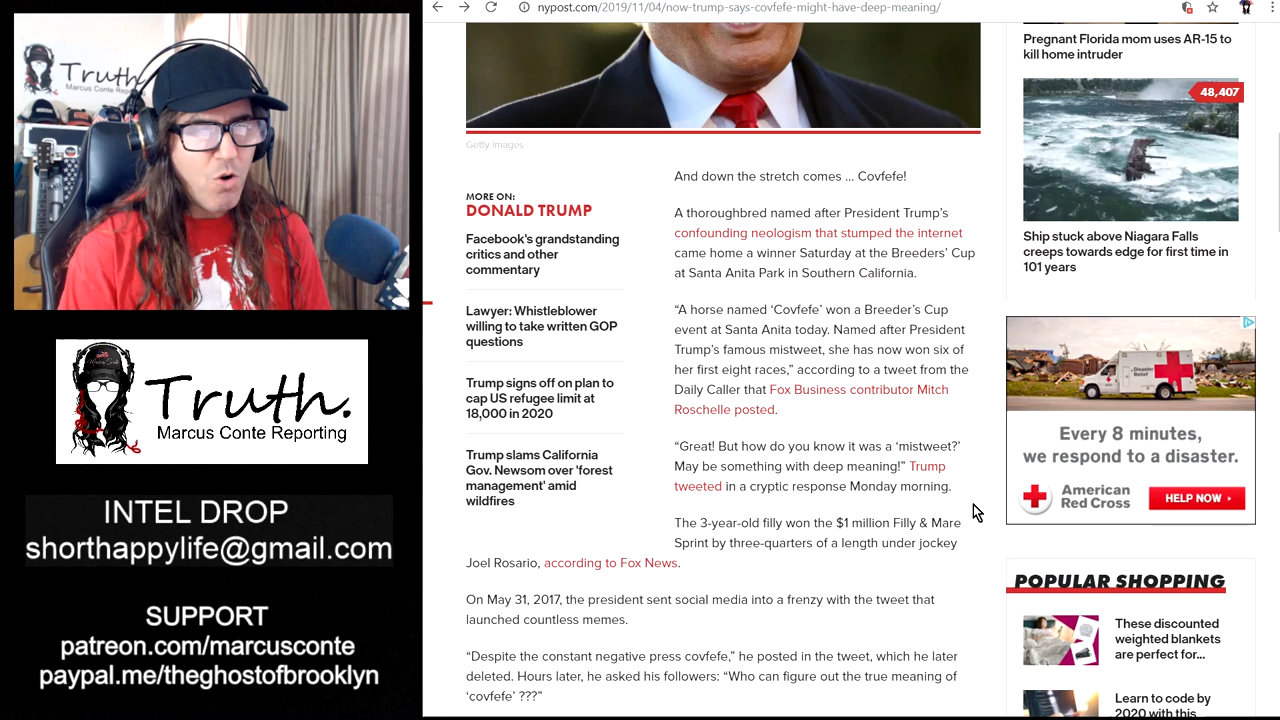 Truth.
Marcus Conte Reporting
INTEL DROP
shorthappylife@gmail.com
SUPPORT
patreon.com/marcusconte
paypal.me/theghostofbrooklyn
nypost.com/2019/11/04/now-trump-says-covfefe-might-have-deep-meaning/
Getty Images
MORE ON:
DONALD TRUMP
Facebook's grandstanding
critics and other
commentary
Lawyer: Whistleblower
willing to take written GOP
questions
Trump signs off on plan to
cap US refugee limit at
18,000 in 2020
Trump slams California
Gov. Newsom over 'forest
management' amid
wildfires
And down the stretch comes … Covfefe!
A thoroughbred named after President Trump’s
confounding neologism that stumped the internet
came home a winner Saturday at the Breeders’ Cup
at Santa Anita Park in Southern California.
“A horse named ‘Covfefe’ won a Breeder’s Cup
event at Santa Anita today. Named after President
Trump’s famous mistweet, she has now won six of
her first eight races,” according to a tweet from the
Daily Caller that Fox Business contributor Mitch
Roschelle posted.
“Great! But how do you know it was a ‘mistweet?’
May be something with deep meaning!” Trump
tweeted in a cryptic response Monday morning.
The 3-year-old filly won the $1 million Filly & Mare
Sprint by three-quarters of a length under jockey
Joel Rosario, according to Fox News.
On May 31, 2017, the president sent social media into a frenzy with the tweet that
launched countless memes.
“Despite the constant negative press covfefe,” he posted in the tweet, which he later
deleted. Hours later, he asked his followers: “Who can figure out the true meaning of
‘covfefe’ ???”
Pregnant Florida mom uses AR-15 to
kill home intruder
48,407
Ship stuck above Niagara Falls
creeps towards edge for first time in
101 years
Disaster
Relief
Every 8 minutes,
we respond to a disaster.
American
Red Cross
HELP NOW
POPULAR SHOPPING
These discounted
weighted blankets
are perfect for...
Learn to code by
2020 with this
Truth.
Marcus Conte Repor